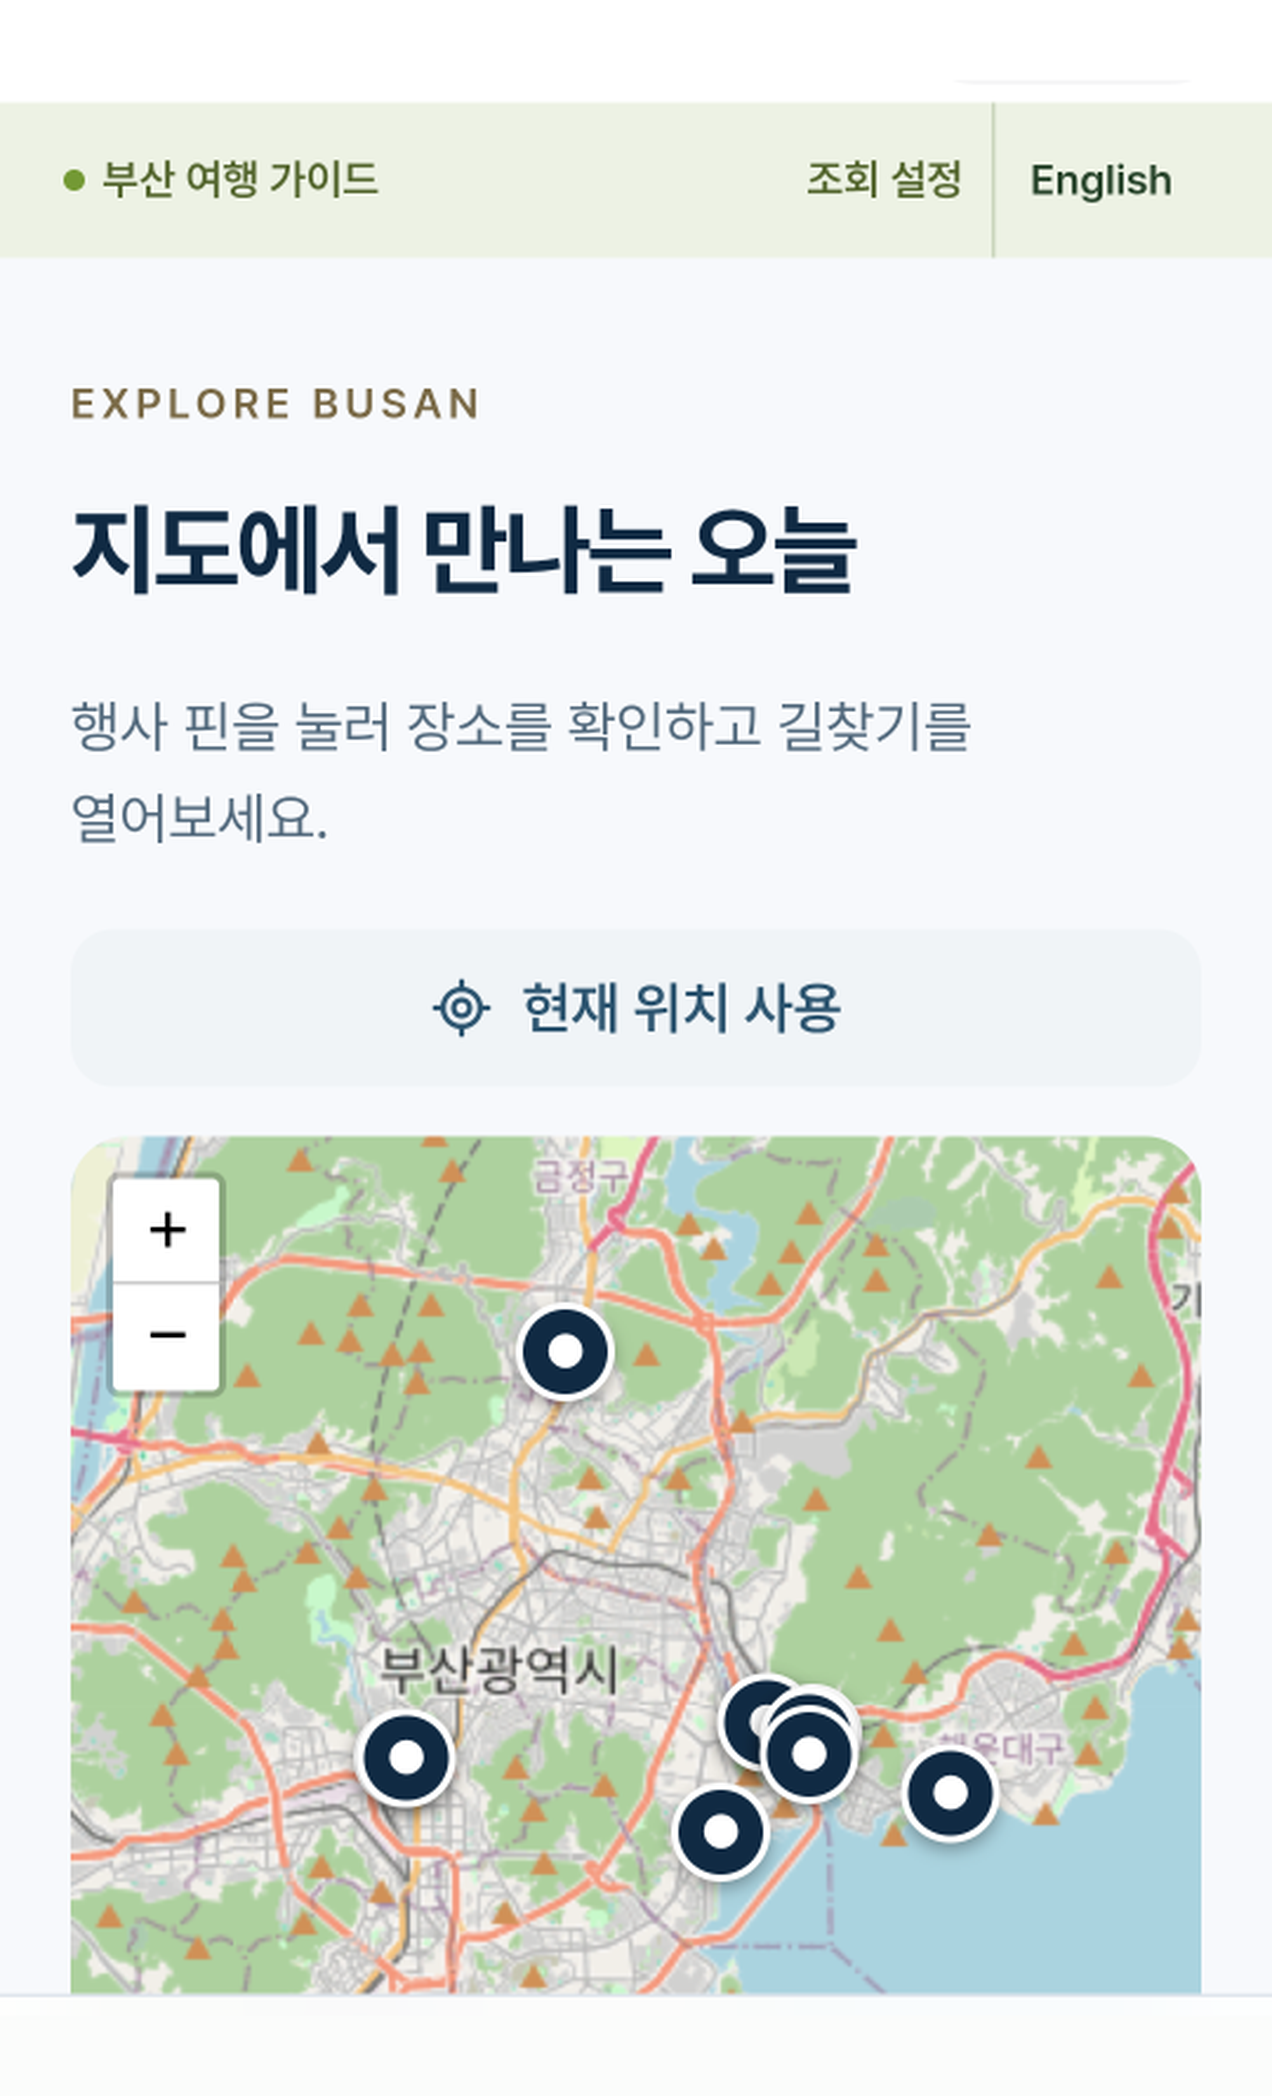 부산 여행 가이드
조회 설정
English
EXPLORE BUSAN
지도에서 만나는 오늘
행사 핀을 눌러 장소를 확인하고 길찾기를
열어보세요.
현재 위치 사용
금정구
+
−
부산광역시